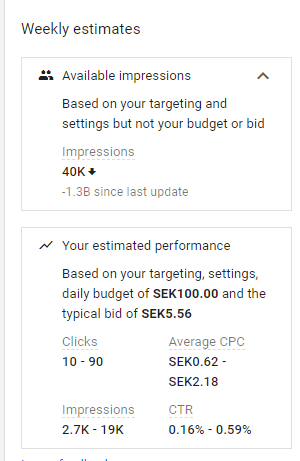 Weekly estimates
Available impressions
Based on your targeting and
settings but not your budget or bid
Impressions
40K
-1.3B since last update
Your estimated performance
Based on your targeting, settings,
daily budget of SEK100.00 and the
typical bid of SEK5.56
Clicks
Average CPC
10 - 90
SEK0.62 -
SEK2.18
Impressions
CTR
2.7K - 19K
0.16% - 0.59%